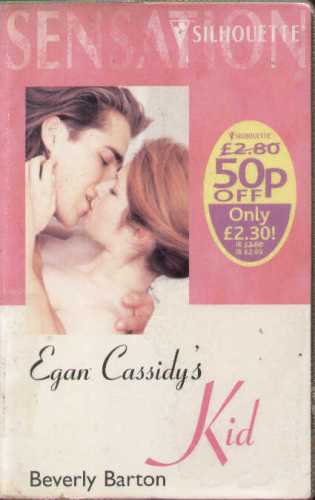 SENSATION
SILHOUETTE®
SILHOUETTE®
£2.80
50p
OFF
Only
£2.30!
Egan Cassidy's
Kid
Beverly Barton